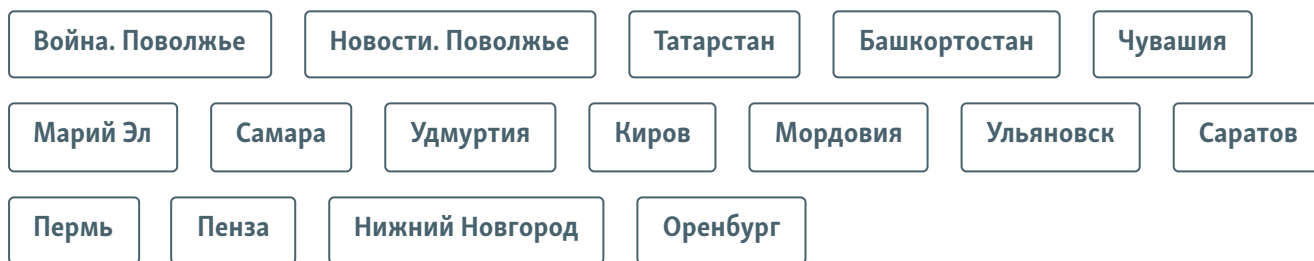 Война. Поволжье Новости. Поволжье Татарстан Башкортостан Чувашия
Марий Эл Самара Удмуртия Киров Мордовия Ульяновск Саратов
Пермь Пенза Нижний Новгород Оренбург